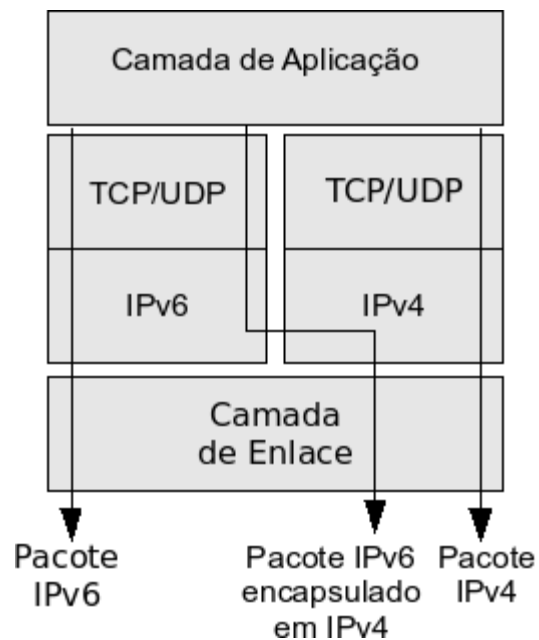 Camada de Aplicação
TCP/UDP
TCP/UDP
IPv6
IPv4
Camada
de Enlace
Pacote
IPv6
Pacote IPv6
encapsulado
em IPv4
Pacote
IPv4